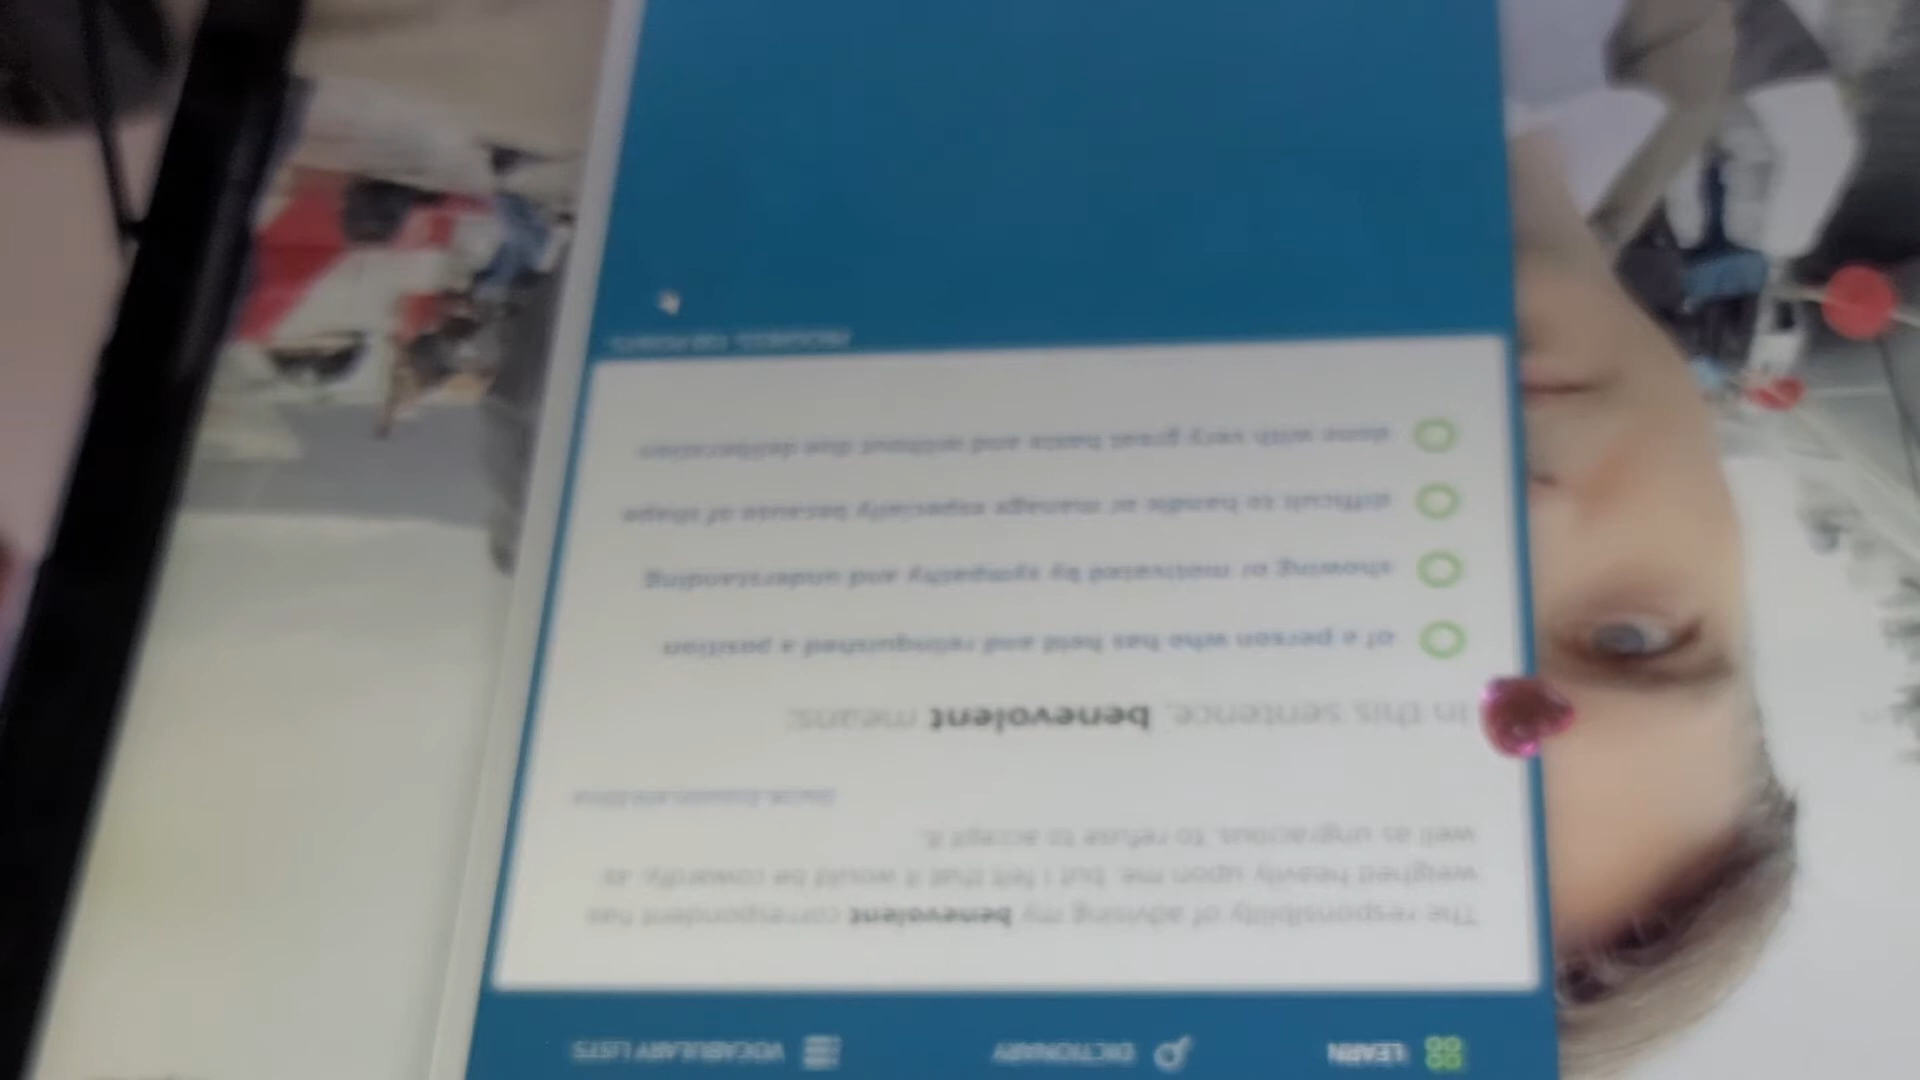 LEARN
DICTIONARY
VOCABULARY LISTS
The responsibility of advising my benevolent correspondent has
weighed heavily upon me, but I felt that it would be cowardly, as
well as ungracious, to refuse to accept it.
In this sentence, benevolent means:
of a person who has held and relinquished a position
showing or motivated by sympathy and understanding
difficult to handle or manage especially because of shape
done with very great haste and without due deliberation